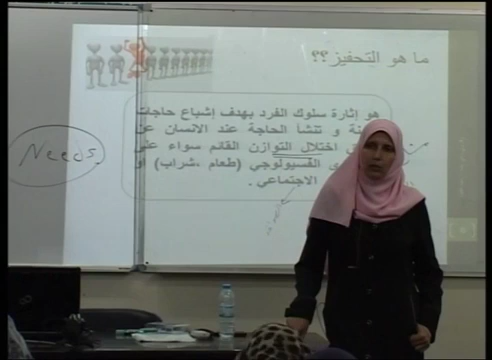 ما هو التحفيز؟؟
هو إثارة سلوك الفرد بهدف إشباع حاجات
و تنشأ الحاجة عند الانسان عن
اختلال التوازن القائم سواء على
الفسيولوجي (طعام ،شراب) او
الاجتماعي .
Needs